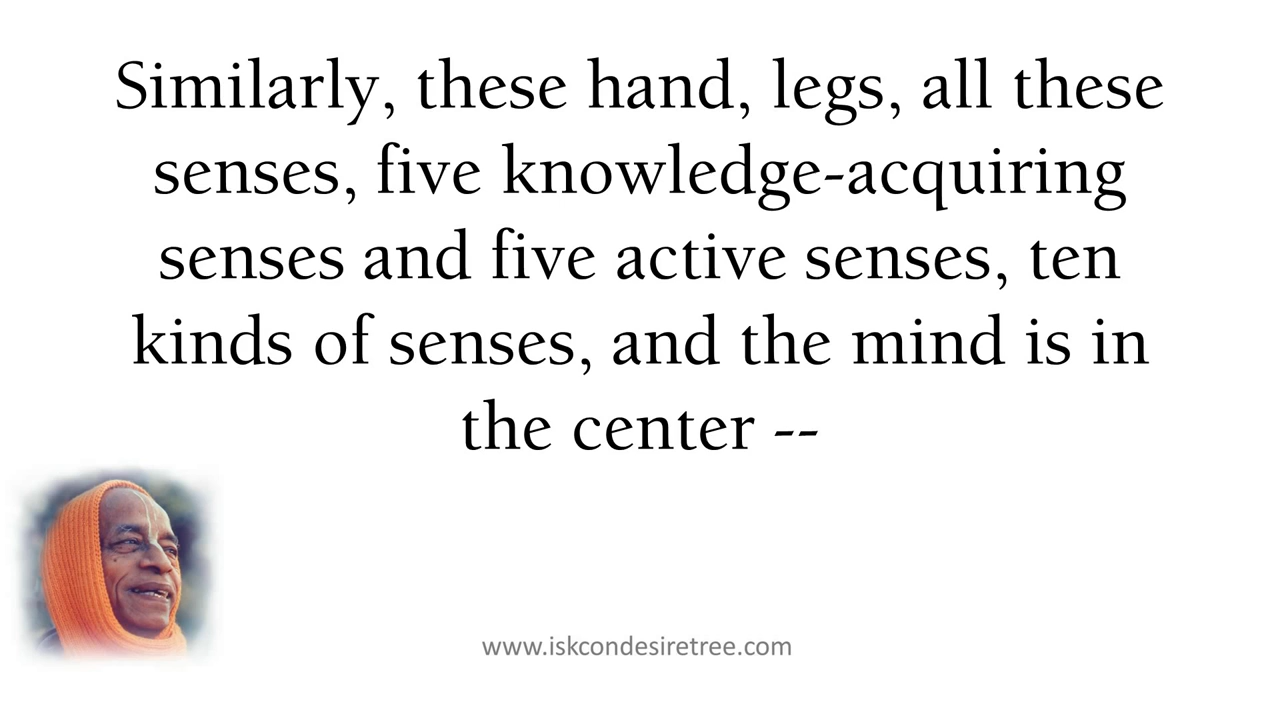 Similarly, these hand, legs, all these
senses, five knowledge-acquiring
senses and five active senses, ten
kinds of senses, and the mind is in
the center --
www.iskcondesiretree.com